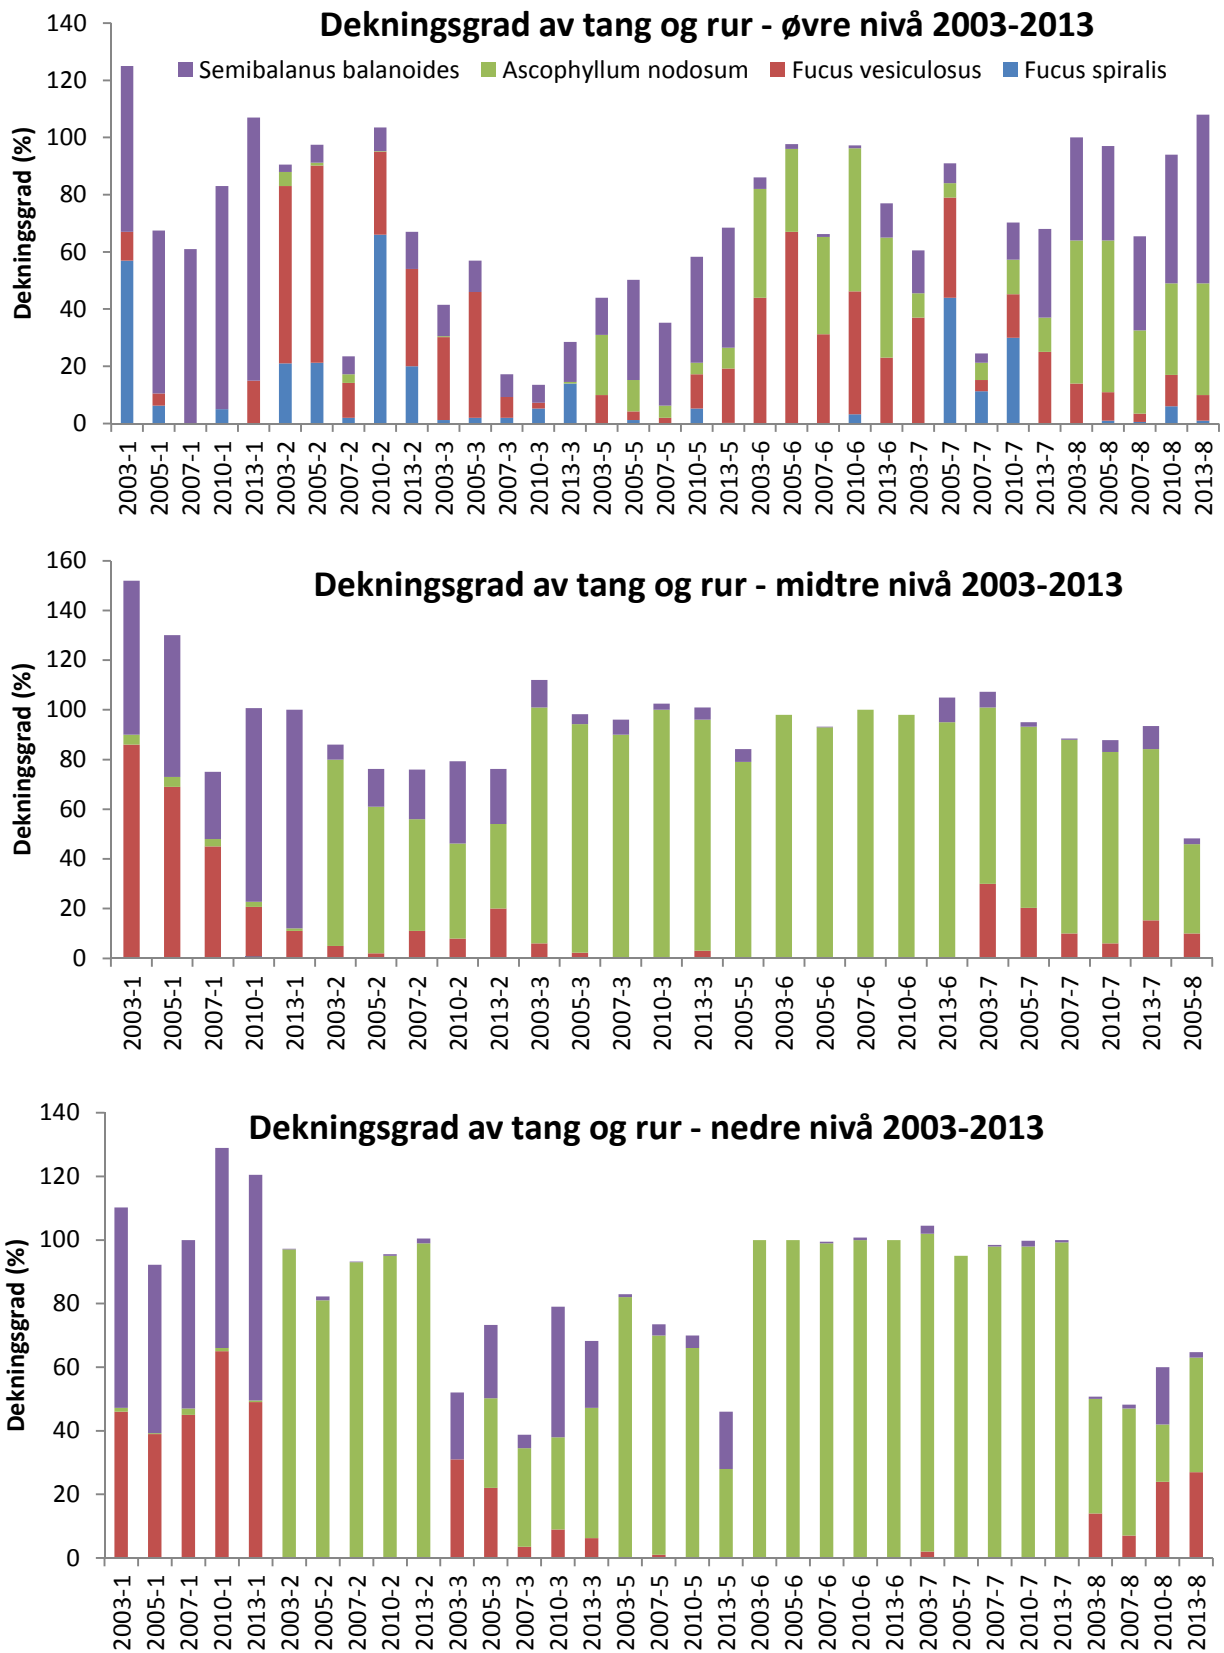 Dekningsgrad av tang og rur - øvre nivå 2003-2013
Semibalanus balanoides Ascophyllum nodosum Fucus vesiculosus Fucus spiralis
Dekningsgrad (%)
140
120
100
80
60
40
20
0
2003-1 2005-1 2007-1 2010-1 2013-1 2003-2 2005-2 2007-2 2010-2 2013-2 2003-3 2005-3 2007-3 2010-3 2013-3 2003-5 2005-5 2007-5 2010-5 2013-5 2003-6 2005-6 2007-6 2010-6 2013-6 2003-7 2005-7 2007-7 2010-7 2013-7 2003-8 2005-8 2007-8 2010-8 2013-8
Dekningsgrad av tang og rur - midtre nivå 2003-2013
Dekningsgrad (%)
160
140
120
100
80
60
40
20
0
2003-1 2005-1 2007-1 2010-1 2013-1 2003-2 2005-2 2007-2 2010-2 2013-2 2003-3 2005-3 2007-3 2010-3 2013-3 2005-5 2003-6 2005-6 2007-6 2010-6 2013-6 2003-7 2005-7 2007-7 2010-7 2013-7 2005-8
Dekningsgrad av tang og rur - nedre nivå 2003-2013
Dekningsgrad (%)
140
120
100
80
60
40
20
0
2003-1 2005-1 2007-1 2010-1 2013-1 2003-2 2005-2 2007-2 2010-2 2013-2 2003-3 2005-3 2007-3 2010-3 2013-3 2003-5 2007-5 2010-5 2013-5 2003-6 2005-6 2007-6 2010-6 2013-6 2003-7 2005-7 2007-7 2010-7 2013-7 2003-8 2007-8 2010-8 2013-8